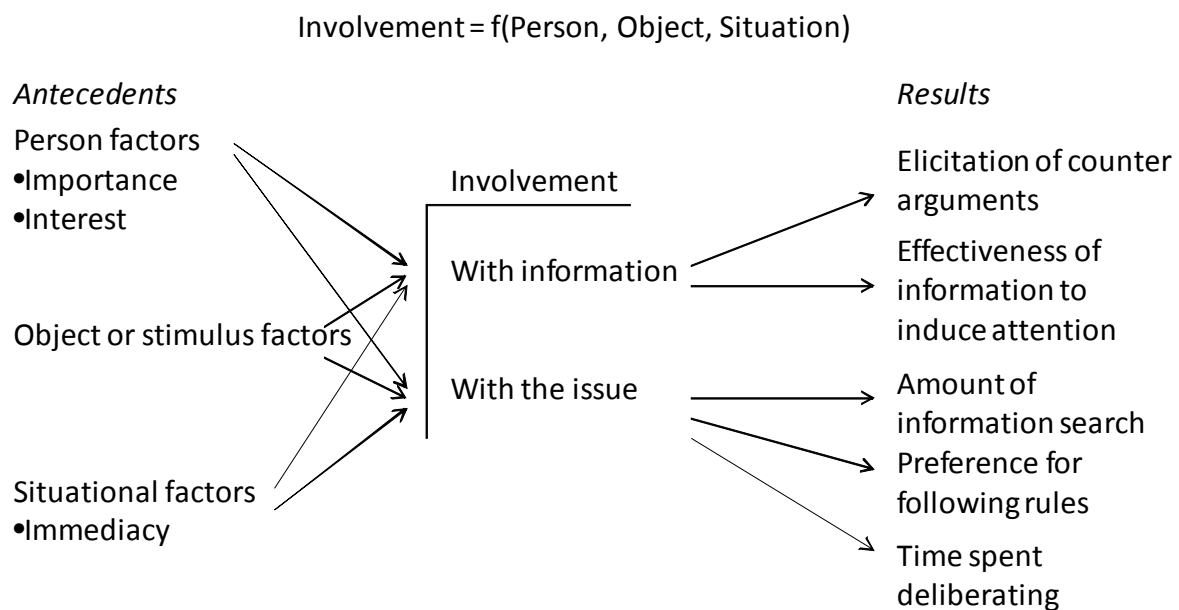 Involvement = f(Person, Object, Situation)
Antecedents
Person factors
•Importance
•Interest
Object or stimulus factors
Situational factors
•Immediacy
Involvement
With information
With the issue
Results
Elicitation of counter
arguments
Effectiveness of
information to
induce attention
Amount of
information search
Preference for
following rules
Time spent
deliberating